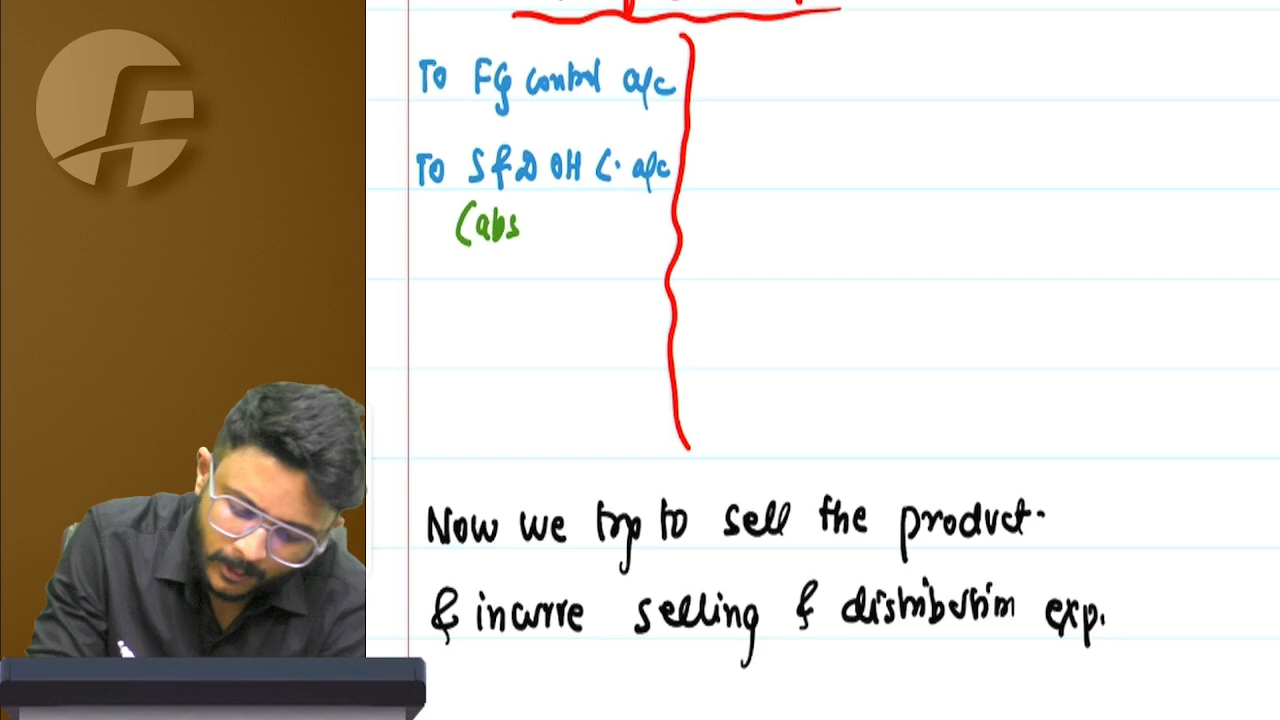 To FG control a/c
To S & D OH C. a/c
(abs
Now we try to sell the product.
& incurre selling & distribution exp.